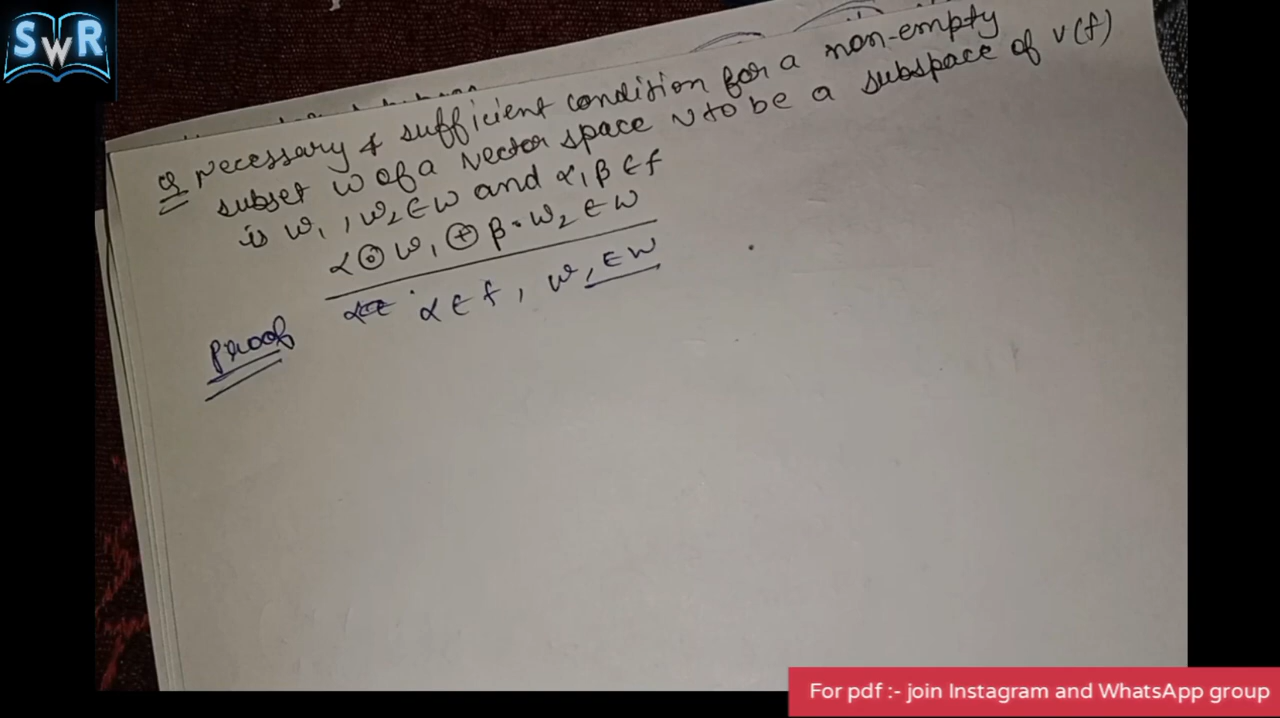 SWR
Q Necessary & sufficient condition for a non-empty
subset W of a vector space V to be a subspace of V(f)
is w₁, w₂ ∈ W and α, β ∈ f
α ⊙ w₁ ⊕ β · w₂ ∈ W
Proof α ∈ f, w₁ ∈ W
For pdf :- join Instagram and WhatsApp group